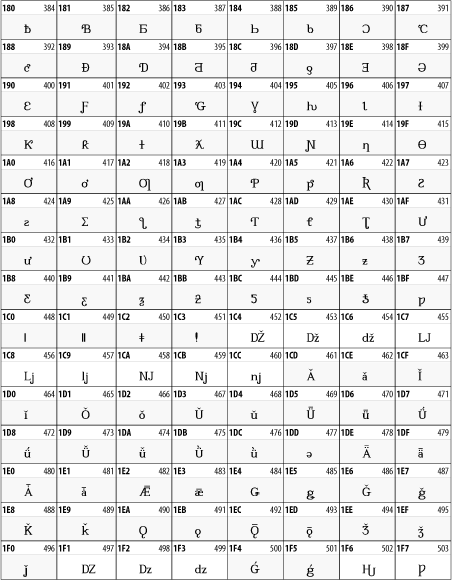 180 384 181 385 182 386 183 387 184 388 185 389 186 390 187 391
ƀ Ɓ Ƃ ƃ Ƅ ƅ Ɔ Ƈ
188 392 189 393 18A 394 18B 395 18C 396 18D 397 18E 398 18F 399
ƈ Ɖ Ɗ Ƌ ƌ ƍ Ǝ Ə
190 400 191 401 192 402 193 403 194 404 195 405 196 406 197 407
Ɛ Ƒ ƒ Ɠ Ɣ ƕ Ɩ Ɨ
198 408 199 409 19A 410 19B 411 19C 412 19D 413 19E 414 19F 415
Ƙ ƙ ƚ ƛ Ɯ Ɲ ƞ Ɵ
1A0 416 1A1 417 1A2 418 1A3 419 1A4 420 1A5 421 1A6 422 1A7 423
Ơ ơ Ƣ ƣ Ƥ ƥ Ʀ Ƨ
1A8 424 1A9 425 1AA 426 1AB 427 1AC 428 1AD 429 1AE 430 1AF 431
ƨ Ʃ ƪ ƫ Ƭ ƭ Ʈ Ư
1B0 432 1B1 433 1B2 434 1B3 435 1B4 436 1B5 437 1B6 438 1B7 439
ư Ʊ Ʋ Ƴ ƴ Ƶ ƶ Ʒ
1B8 440 1B9 441 1BA 442 1BB 443 1BC 444 1BD 445 1BE 446 1BF 447
Ƹ ƹ ƺ ƻ Ƽ ƽ ƾ ƿ
1C0 448 1C1 449 1C2 450 1C3 451 1C4 452 1C5 453 1C6 454 1C7 455
ǀ ǁ ǂ ǃ Ǆ ǅ ǆ Ǉ
1C8 456 1C9 457 1CA 458 1CB 459 1CC 460 1CD 461 1CE 462 1CF 463
ǈ ǉ Ǌ ǋ ǌ Ǎ ǎ Ǐ
1D0 464 1D1 465 1D2 466 1D3 467 1D4 468 1D5 469 1D6 470 1D7 471
ǐ Ǒ ǒ Ǔ ǔ Ǖ ǖ Ǘ
1D8 472 1D9 473 1DA 474 1DB 475 1DC 476 1DD 477 1DE 478 1DF 479
ǘ Ǚ ǚ Ǜ ǜ ǝ Ǟ ǟ
1E0 480 1E1 481 1E2 482 1E3 483 1E4 484 1E5 485 1E6 486 1E7 487
Ǡ ǡ Ǣ ǣ Ǥ ǥ Ǧ ǧ
1E8 488 1E9 489 1EA 490 1EB 491 1EC 492 1ED 493 1EE 494 1EF 495
Ǩ ǩ Ǫ ǫ Ǭ ǭ Ǯ ǯ
1F0 496 1F1 497 1F2 498 1F3 499 1F4 500 1F5 501 1F6 502 1F7 503
ǰ Ǳ ǲ ǳ Ǵ ǵ Ƕ Ƿ